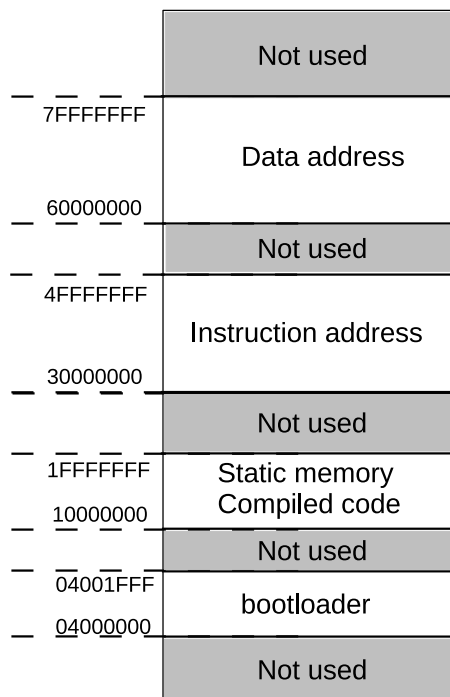 Not used
7FFFFFFF
Data address
60000000
Not used
4FFFFFFF
Instruction address
30000000
Not used
1FFFFFFF
Static memory
Compiled code
10000000
Not used
04001FFF
bootloader
04000000
Not used